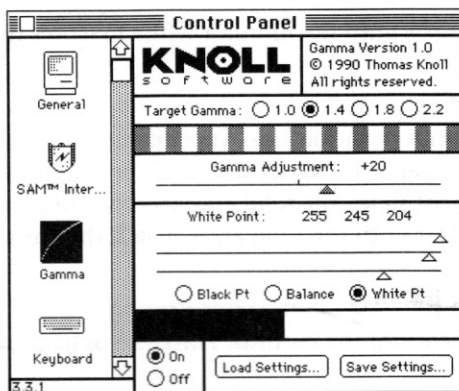 Control Panel
General
SAM™ Inter...
Gamma
Keyboard
3.3.1
KNOLL
software
Gamma Version 1.0
© 1990 Thomas Knoll
All rights reserved.
Target Gamma: 1.0 1.4 1.8 2.2
Gamma Adjustment: +20
White Point: 255 245 204
Black Pt Balance White Pt
On
Off
Load Settings... Save Settings...